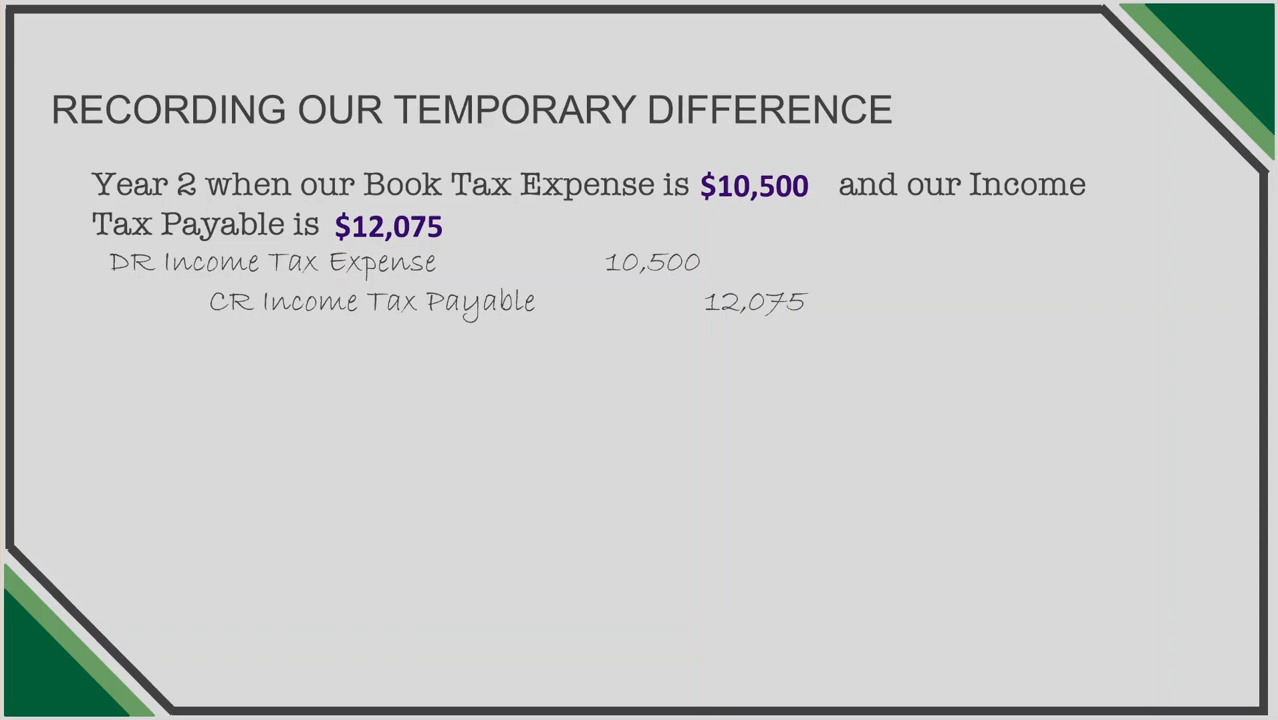 RECORDING OUR TEMPORARY DIFFERENCE
Year 2 when our Book Tax Expense is $10,500 and our Income
Tax Payable is $12,075
DR Income Tax Expense 10,500
CR Income Tax Payable 12,075